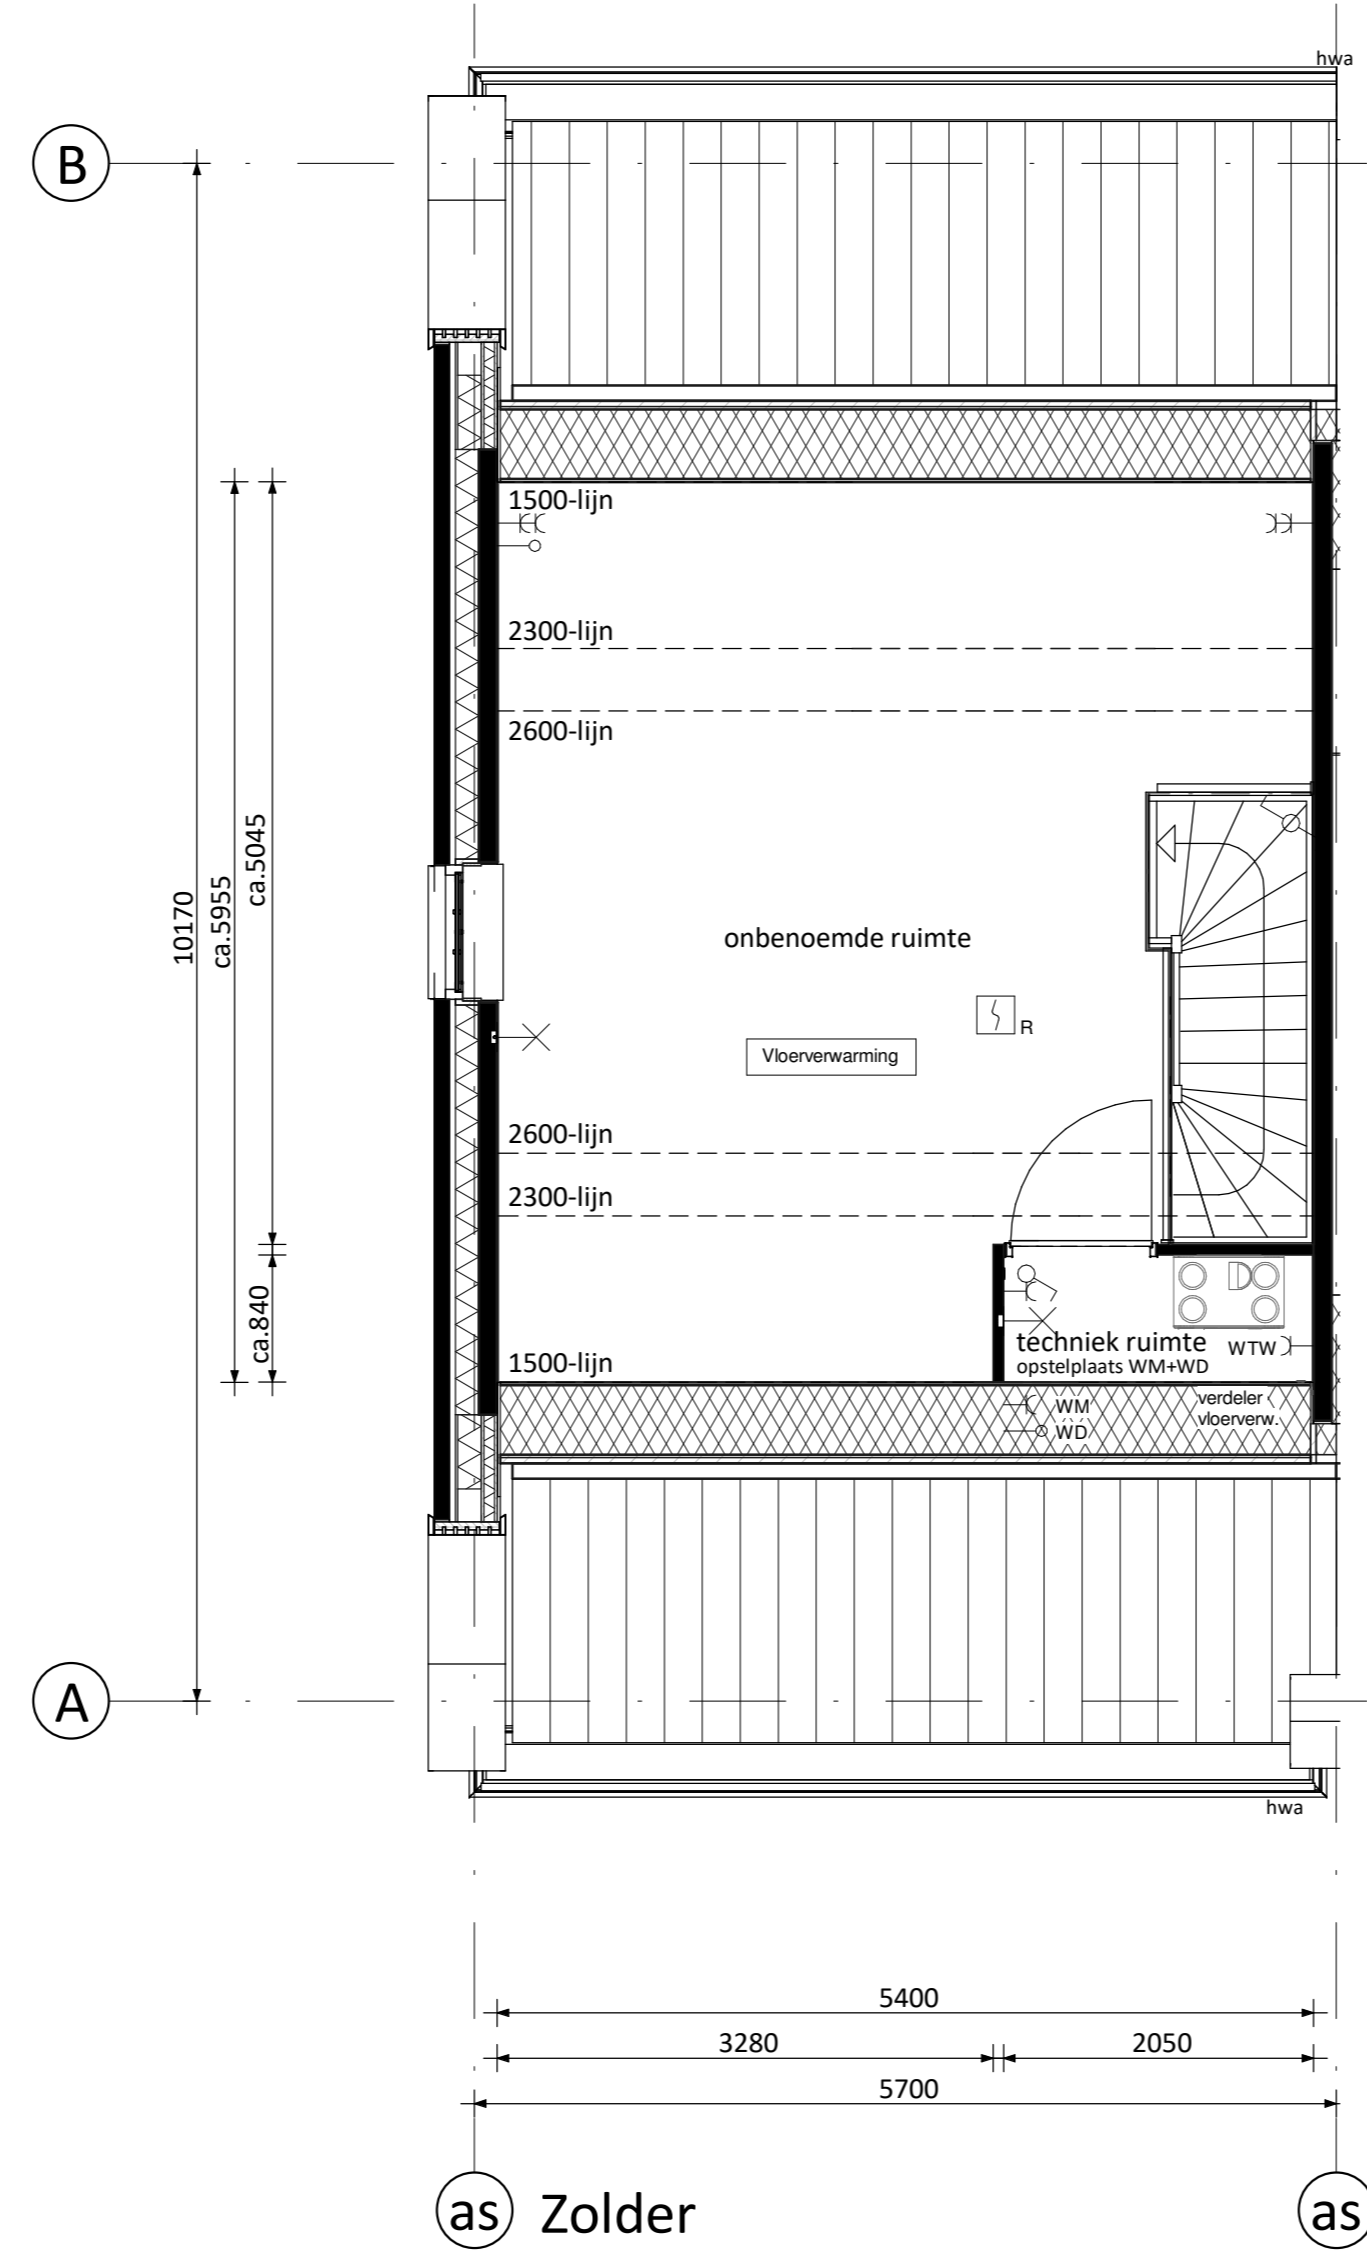 hwa
B
1500-lijn
2300-lijn
2600-lijn
10170
ca.5955
ca.5045
onbenoemde ruimte
R
Vloerverwarming
2600-lijn
2300-lijn
ca.840
techniek ruimte
WTW
opstelplaats WM+WD
1500-lijn
WM
WD
verdeler
vloerverw.
A
hwa
5400
3280
2050
5700
as
Zolder
as